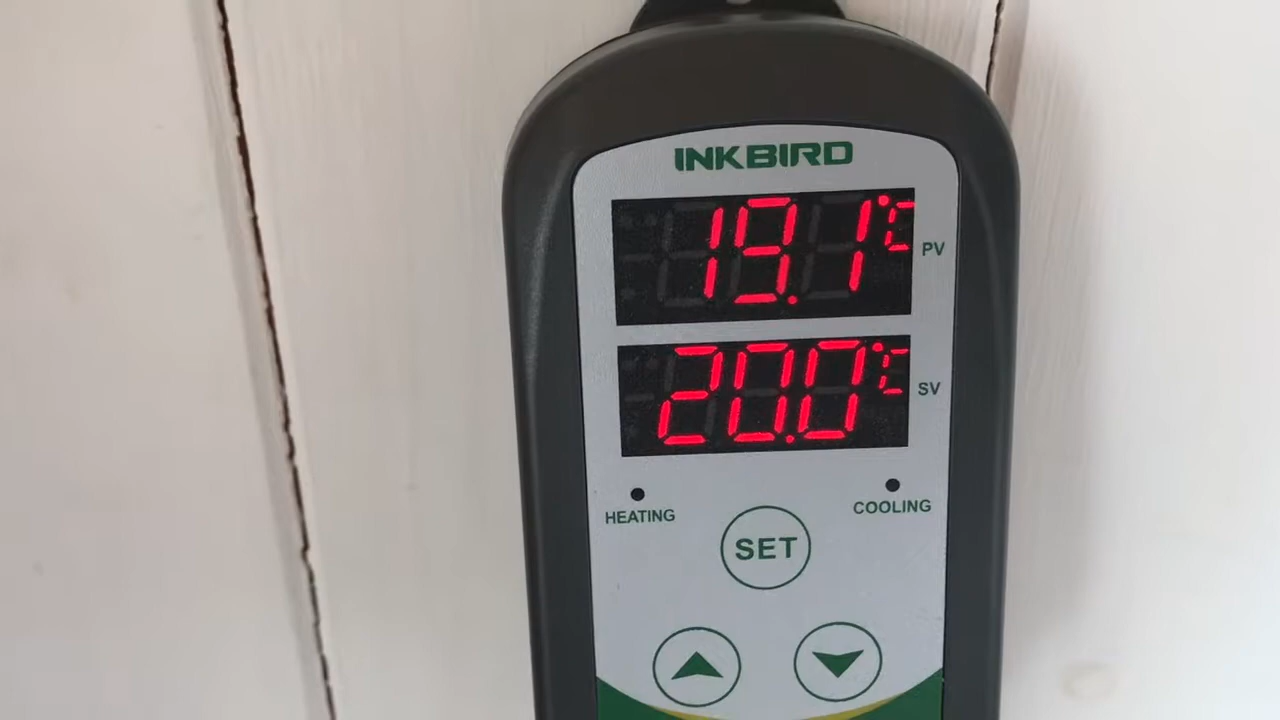 INKBIRD
19.1°C PV
20.0°C SV
HEATING
COOLING
SET